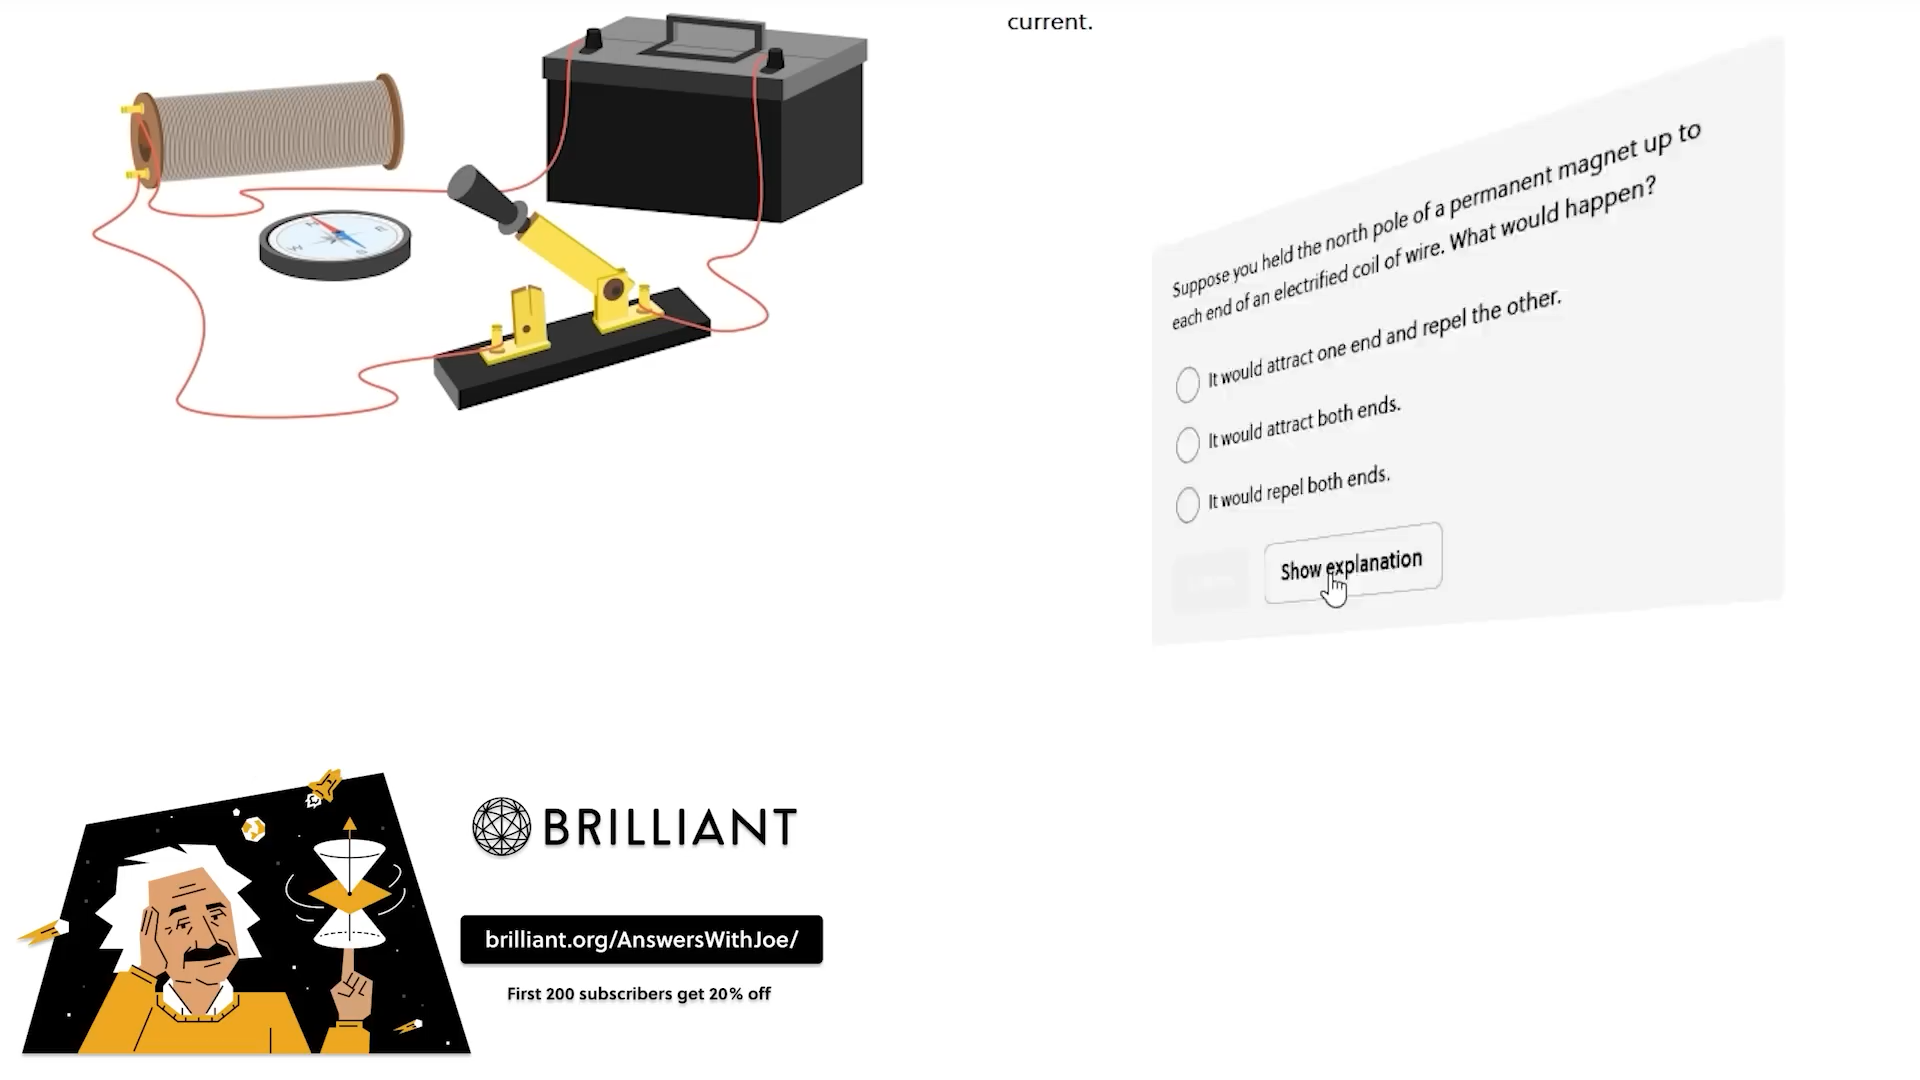 current.
Suppose you held the north pole of a permanent magnet up to
each end of an electrified coil of wire. What would happen?
It would attract one end and repel the other.
It would attract both ends.
It would repel both ends.
Show explanation
N
E
W
S
BRILLIANT
brilliant.org/AnswersWithJoe/
First 200 subscribers get 20% off